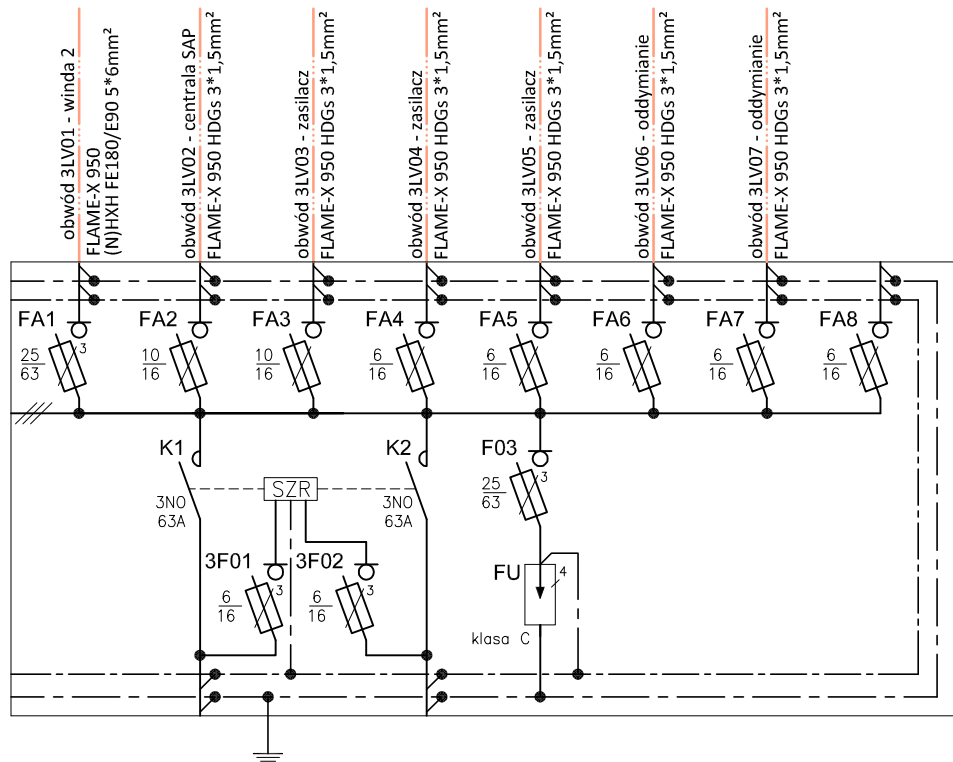 obwód 3LV01 - winda 2
FLAME-X 950
(N)HXH FE180/E90 5*6mm²
obwód 3LV02 - centrala SAP
FLAME-X 950 HDGs 3*1,5mm²
obwód 3LV03 - zasilacz
FLAME-X 950 HDGs 3*1,5mm²
obwód 3LV04 - zasilacz
FLAME-X 950 HDGs 3*1,5mm²
obwód 3LV05 - zasilacz
FLAME-X 950 HDGs 3*1,5mm²
obwód 3LV06 - oddymianie
FLAME-X 950 HDGs 3*1,5mm²
obwód 3LV07 - oddymianie
FLAME-X 950 HDGs 3*1,5mm²
FA1
25
63
3
FA2
10
16
FA3
10
16
FA4
6
16
FA5
6
16
FA6
6
16
FA7
6
16
FA8
6
16
K1
3NO
63A
SZR
K2
3NO
63A
F03
25
63
3
3F01
6
16
3
3F02
6
16
3
FU
4
klasa C